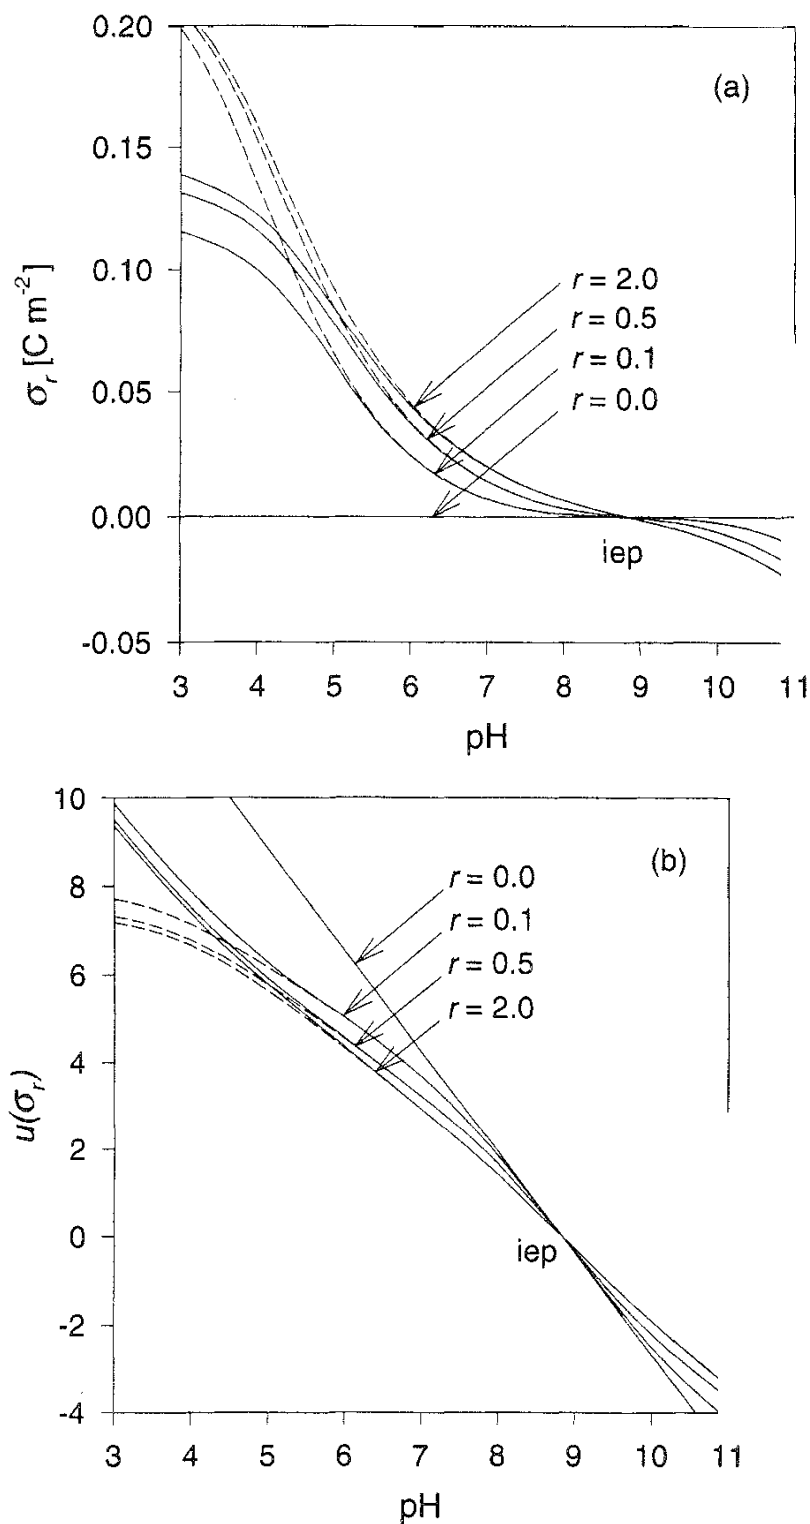 0.20
(a)
0.15
0.10
r = 2.0
r = 0.5
r = 0.1
0.05
r = 0.0
σr [C m-2]
0.00
iep
-0.05
3 4 5 6 7 8 9 10 11
pH
10
(b)
r = 0.0
8
r = 0.1
r = 0.5
6
r = 2.0
4
u(σr)
2
0
iep
-2
-4
3 4 5 6 7 8 9 10 11
pH